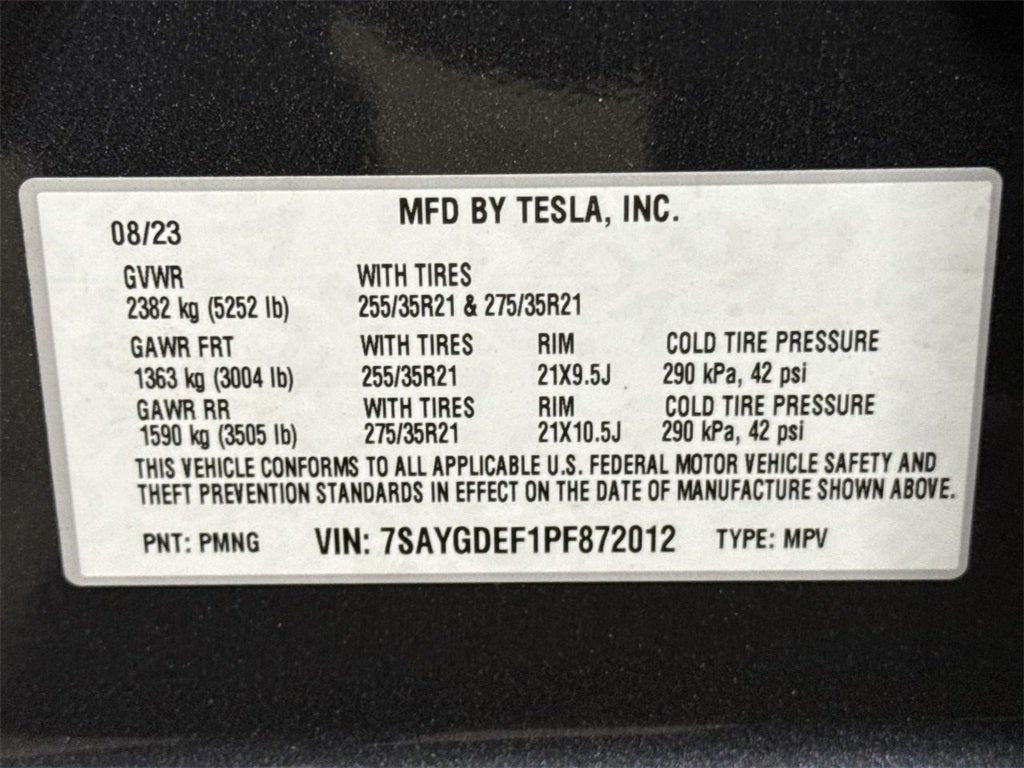 MFD BY TESLA, INC.
08/23
GVWR WITH TIRES
2382 kg (5252 lb) 255/35R21 & 275/35R21
GAWR FRT WITH TIRES RIM COLD TIRE PRESSURE
1363 kg (3004 lb) 255/35R21 21X9.5J 290 kPa, 42 psi
GAWR RR WITH TIRES RIM COLD TIRE PRESSURE
1590 kg (3505 lb) 275/35R21 21X10.5J 290 kPa, 42 psi
THIS VEHICLE CONFORMS TO ALL APPLICABLE U.S. FEDERAL MOTOR VEHICLE SAFETY AND
THEFT PREVENTION STANDARDS IN EFFECT ON THE DATE OF MANUFACTURE SHOWN ABOVE.
PNT: PMNG VIN: 7SAYGDEF1PF872012 TYPE: MPV